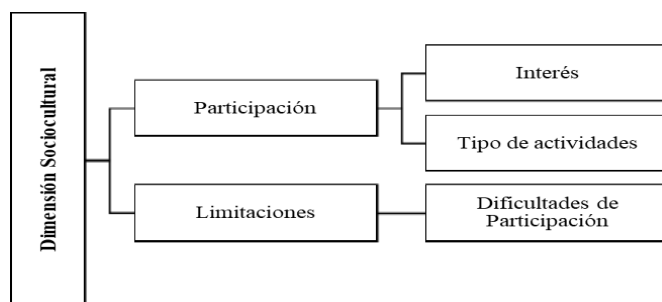 Dimensión Sociocultural
Participación
Interés
Tipo de actividades
Limitaciones
Dificultades de
Participación